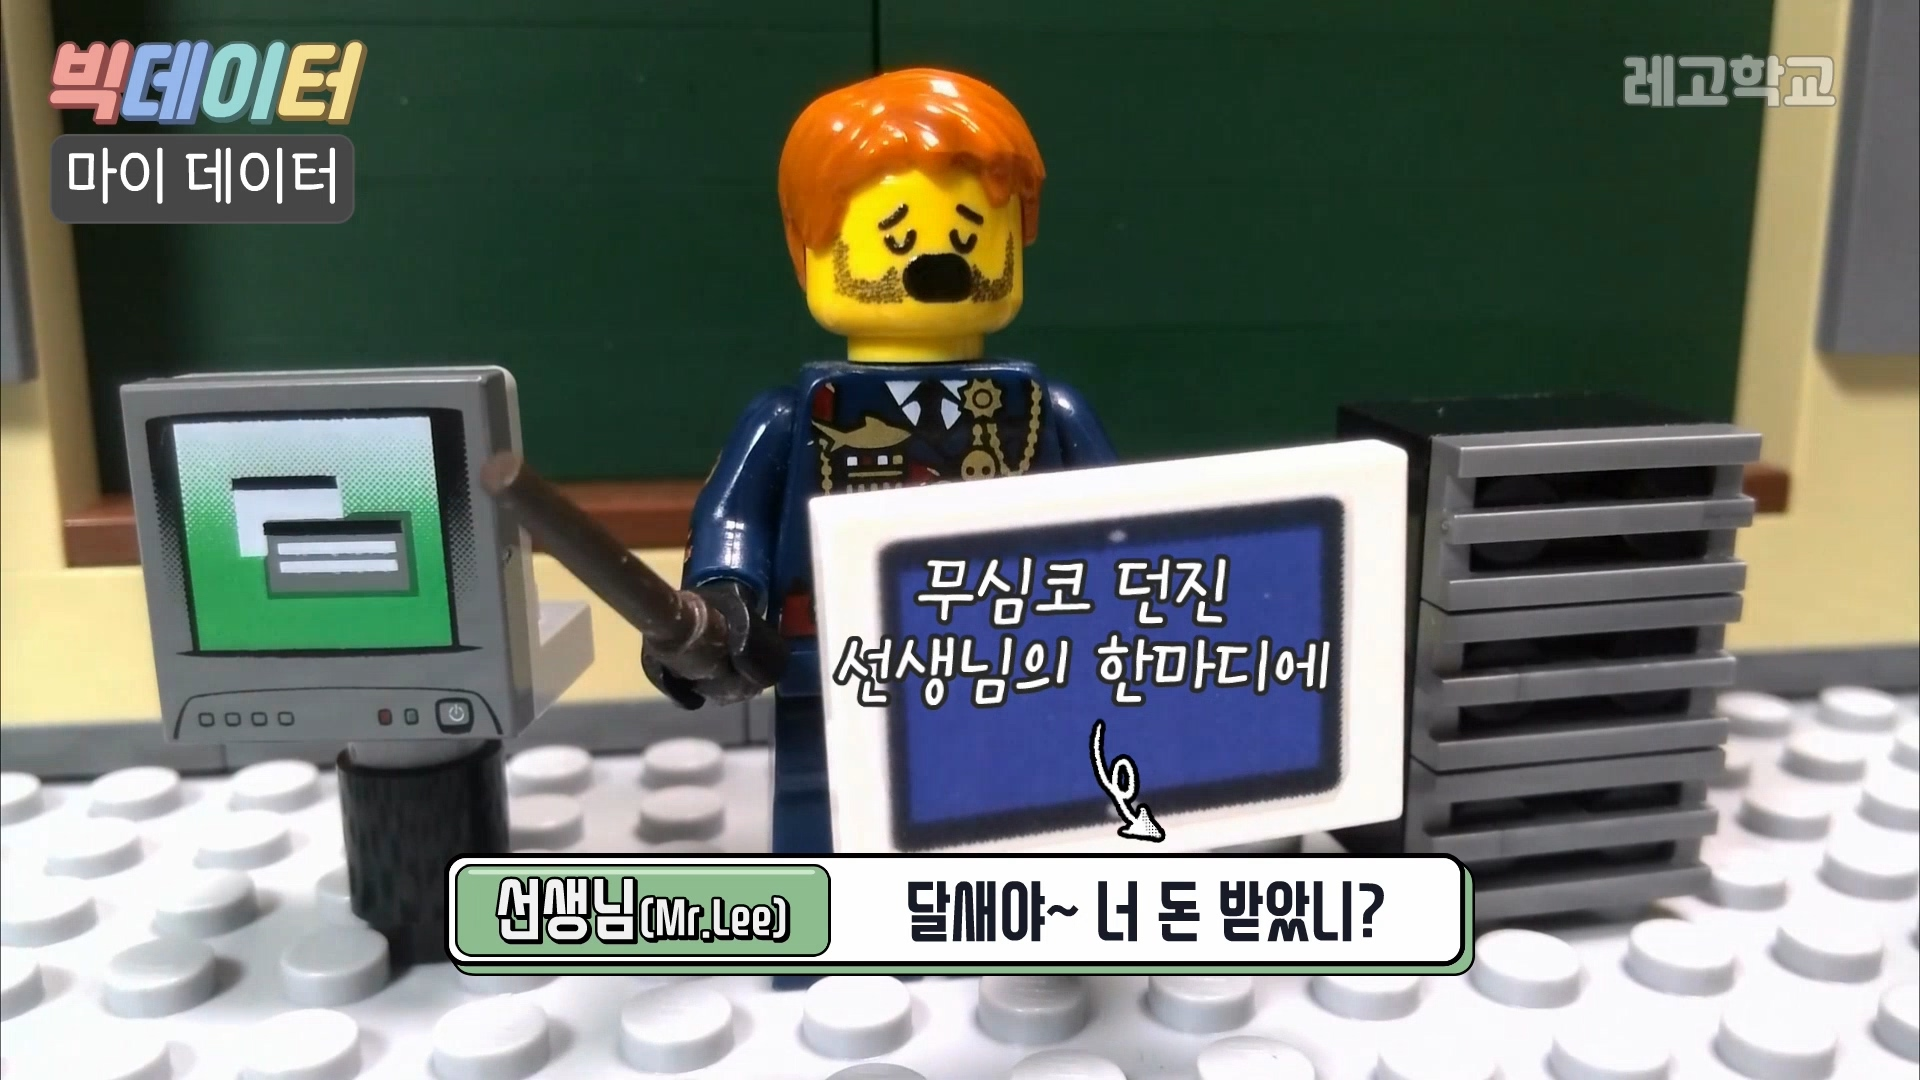 빅데이터
마이 데이터
레고학교
무심코 던진
선생님의 한마디에
선생님(Mr.Lee) 달새야~ 너 돈 받았니?